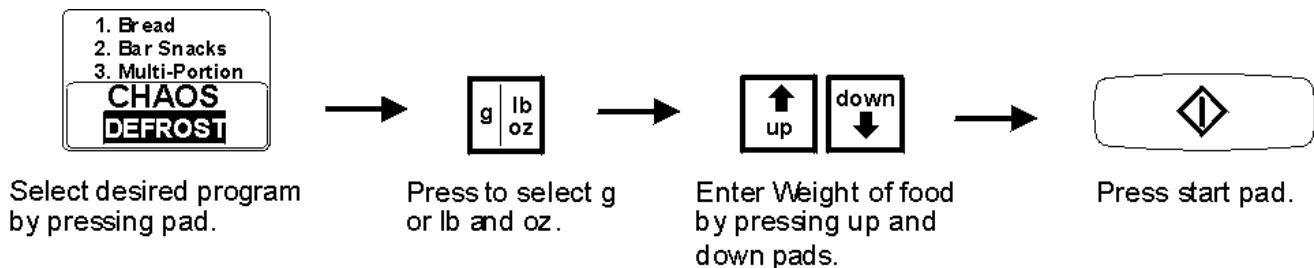 1. Bread
2. Bar Snacks
3. Multi-Portion
CHAOS
DEFROST
g
lb
oz
up
down
Select desired program
by pressing pad.
Press to select g
or lb and oz.
Enter Weight of food
by pressing up and
down pads.
Press start pad.